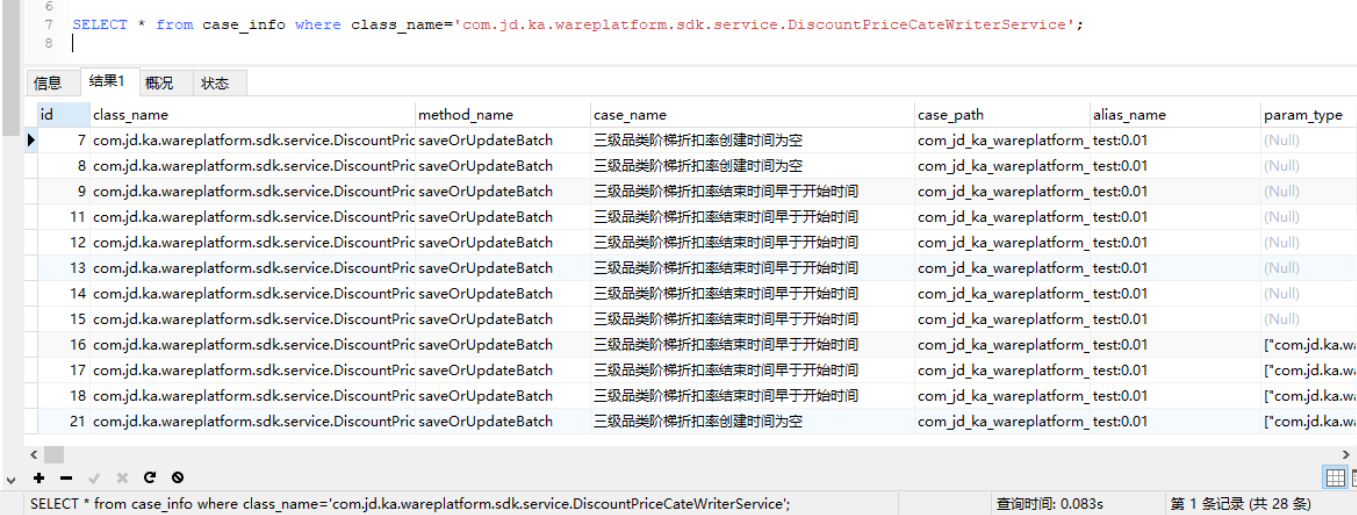 6
7 SELECT * from case_info where class_name='com.jd.ka.wareplatform.sdk.service.DiscountPriceCateWriterService';
8
信息 结果1 概况 状态
id class_name method_name case_name case_path alias_name param_type
7 com.jd.ka.wareplatform.sdk.service.DiscountPric saveOrUpdateBatch 三级品类阶梯折扣率创建时间为空 com_jd_ka_wareplatform_ test:0.01 (Null)
8 com.jd.ka.wareplatform.sdk.service.DiscountPric saveOrUpdateBatch 三级品类阶梯折扣率创建时间为空 com_jd_ka_wareplatform_ test:0.01 (Null)
9 com.jd.ka.wareplatform.sdk.service.DiscountPric saveOrUpdateBatch 三级品类阶梯折扣率结束时间早于开始时间 com_jd_ka_wareplatform_ test:0.01 (Null)
11 com.jd.ka.wareplatform.sdk.service.DiscountPric saveOrUpdateBatch 三级品类阶梯折扣率结束时间早于开始时间 com_jd_ka_wareplatform_ test:0.01 (Null)
12 com.jd.ka.wareplatform.sdk.service.DiscountPric saveOrUpdateBatch 三级品类阶梯折扣率结束时间早于开始时间 com_jd_ka_wareplatform_ test:0.01 (Null)
13 com.jd.ka.wareplatform.sdk.service.DiscountPric saveOrUpdateBatch 三级品类阶梯折扣率结束时间早于开始时间 com_jd_ka_wareplatform_ test:0.01 (Null)
14 com.jd.ka.wareplatform.sdk.service.DiscountPric saveOrUpdateBatch 三级品类阶梯折扣率结束时间早于开始时间 com_jd_ka_wareplatform_ test:0.01 (Null)
15 com.jd.ka.wareplatform.sdk.service.DiscountPric saveOrUpdateBatch 三级品类阶梯折扣率结束时间早于开始时间 com_jd_ka_wareplatform_ test:0.01 (Null)
16 com.jd.ka.wareplatform.sdk.service.DiscountPric saveOrUpdateBatch 三级品类阶梯折扣率结束时间早于开始时间 com_jd_ka_wareplatform_ test:0.01 ["com.jd.ka.wa
17 com.jd.ka.wareplatform.sdk.service.DiscountPric saveOrUpdateBatch 三级品类阶梯折扣率结束时间早于开始时间 com_jd_ka_wareplatform_ test:0.01 ["com.jd.ka.wa
18 com.jd.ka.wareplatform.sdk.service.DiscountPric saveOrUpdateBatch 三级品类阶梯折扣率结束时间早于开始时间 com_jd_ka_wareplatform_ test:0.01 ["com.jd.ka.wa
21 com.jd.ka.wareplatform.sdk.service.DiscountPric saveOrUpdateBatch 三级品类阶梯折扣率创建时间为空 com_jd_ka_wareplatform_ test:0.01 ["com.jd.ka.wa
SELECT * from case_info where class_name='com.jd.ka.wareplatform.sdk.service.DiscountPriceCateWriterService'; 查询时间: 0.083s 第 1 条记录 (共 28 条)